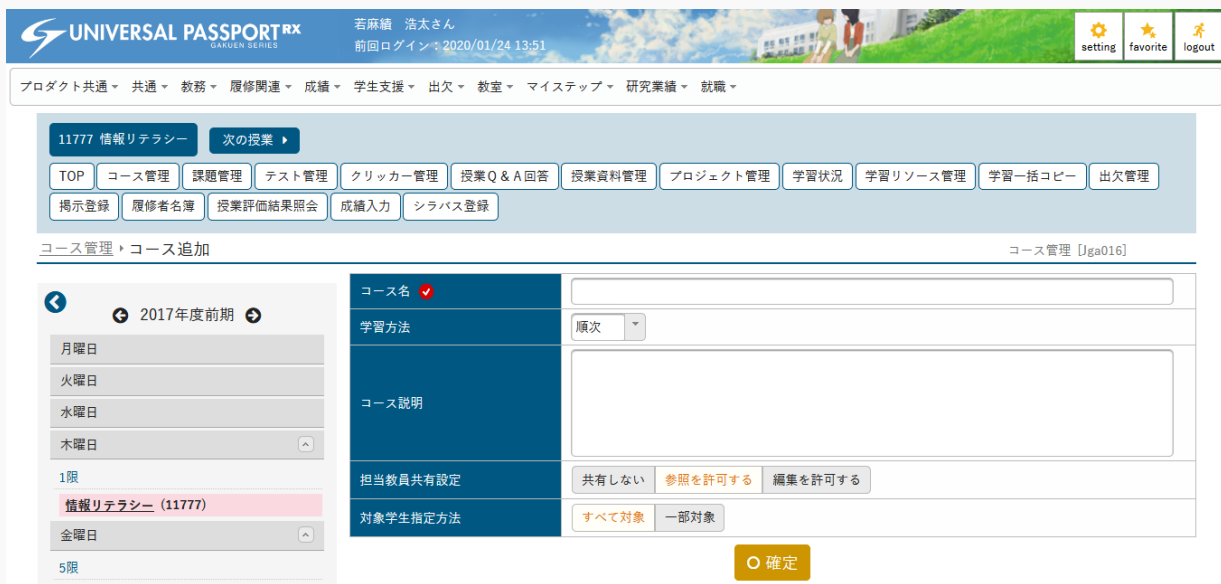 UNIVERSAL PASSPORT RX
GAKUEN SERIES
若麻績 浩太さん
前回ログイン：2020/01/24 13:51
setting favorite logout
プロダクト共通 共通 教務 履修関連 成績 学生支援 出欠 教室 マイステップ 研究業績 就職
11777 情報リテラシー 次の授業
TOP コース管理 課題管理 テスト管理 クリッカー管理 授業Q＆A回答 授業資料管理 プロジェクト管理 学習状況 学習リソース管理 学習一括コピー 出欠管理
掲示登録 履修者名簿 授業評価結果照会 成績入力 シラバス登録
コース管理 コース追加
コース管理 [Jga016]
2017年度前期
月曜日
火曜日
水曜日
木曜日
1限
情報リテラシー (11777)
金曜日
5限
コース名
学習方法 順次
コース説明
担当教員共有設定 共有しない 参照を許可する 編集を許可する
対象学生指定方法 すべて対象 一部対象
確定